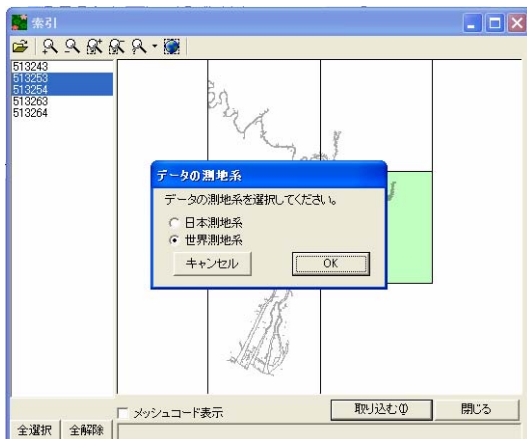 索引
513243
513253
513254
513263
513264
データの測地系
データの測地系を選択してください。
日本測地系
世界測地系
キャンセル
OK
メッシュコード表示
取り込む(I)
閉じる
全選択
全解除